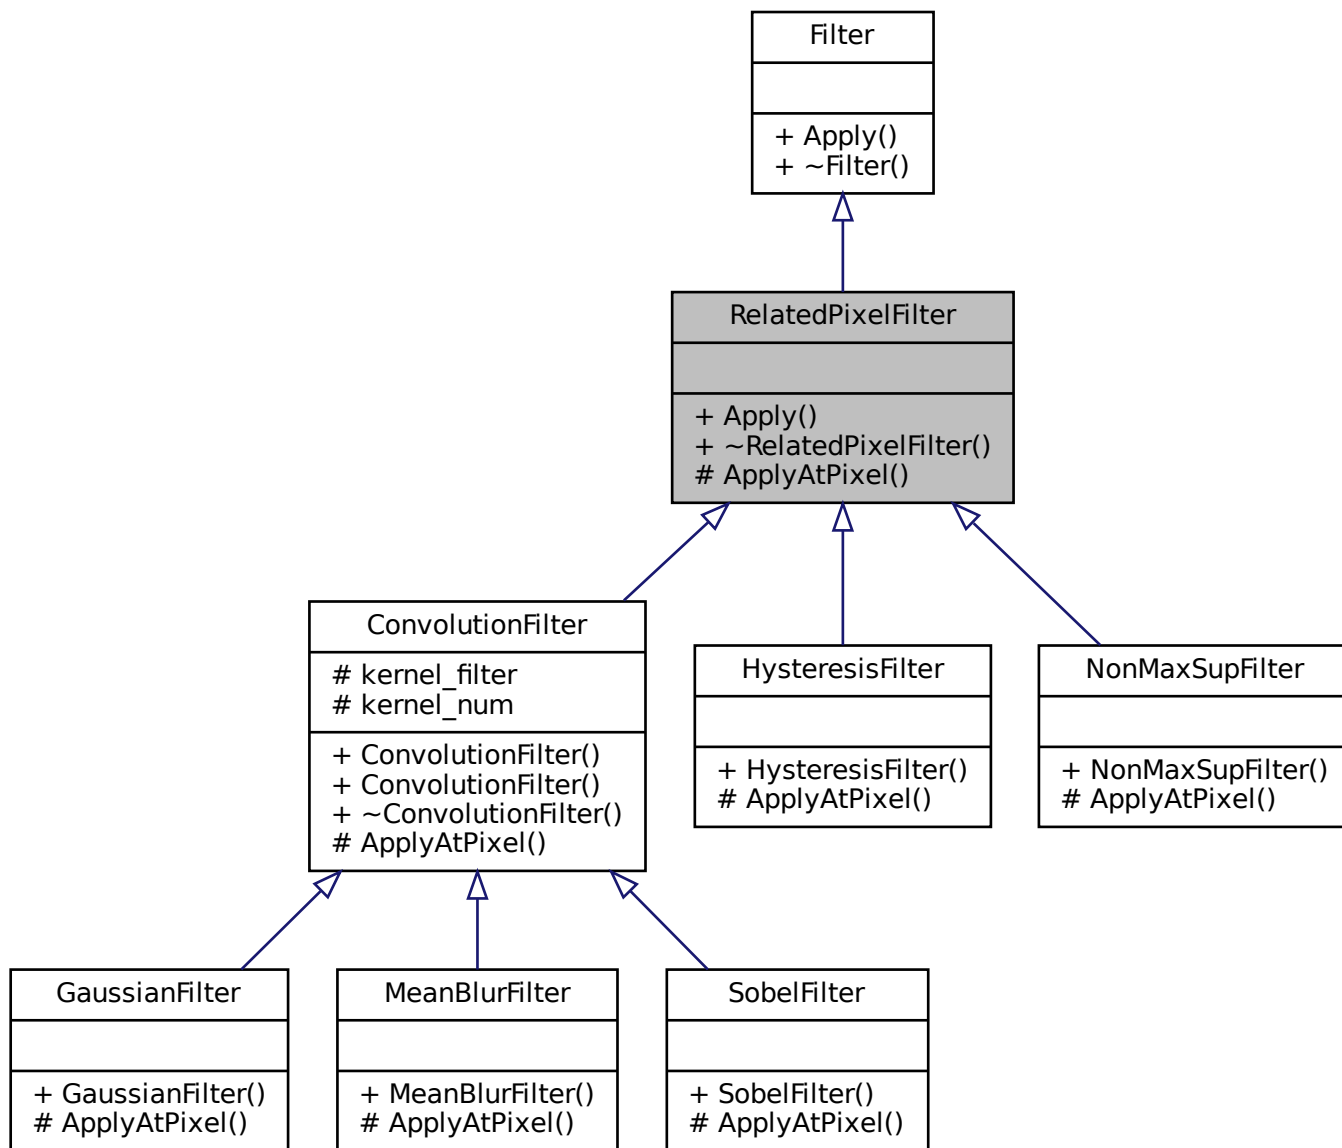 Filter
+ Apply()
+ ~Filter()
RelatedPixelFilter
+ Apply()
+ ~RelatedPixelFilter()
# ApplyAtPixel()
ConvolutionFilter
# kernel_filter
# kernel_num
+ ConvolutionFilter()
+ ConvolutionFilter()
+ ~ConvolutionFilter()
# ApplyAtPixel()
HysteresisFilter
+ HysteresisFilter()
# ApplyAtPixel()
NonMaxSupFilter
+ NonMaxSupFilter()
# ApplyAtPixel()
GaussianFilter
+ GaussianFilter()
# ApplyAtPixel()
MeanBlurFilter
+ MeanBlurFilter()
# ApplyAtPixel()
SobelFilter
+ SobelFilter()
# ApplyAtPixel()